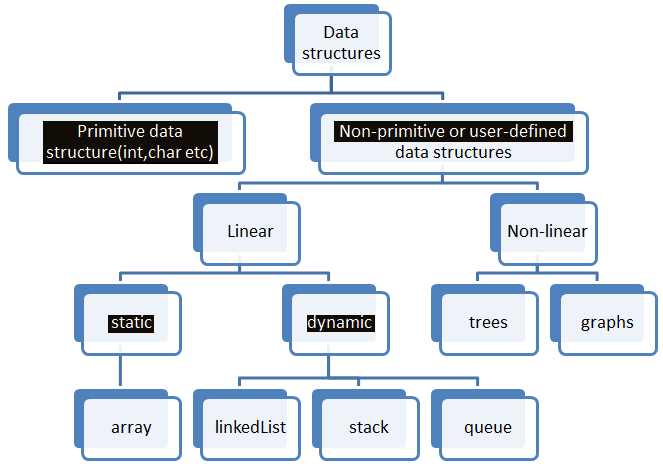 Data
structures
Primitive data
structure(int,char etc)
Non-primitive or user-defined
data structures
Linear
Non-linear
static
dynamic
trees
graphs
array
linkedList
stack
queue